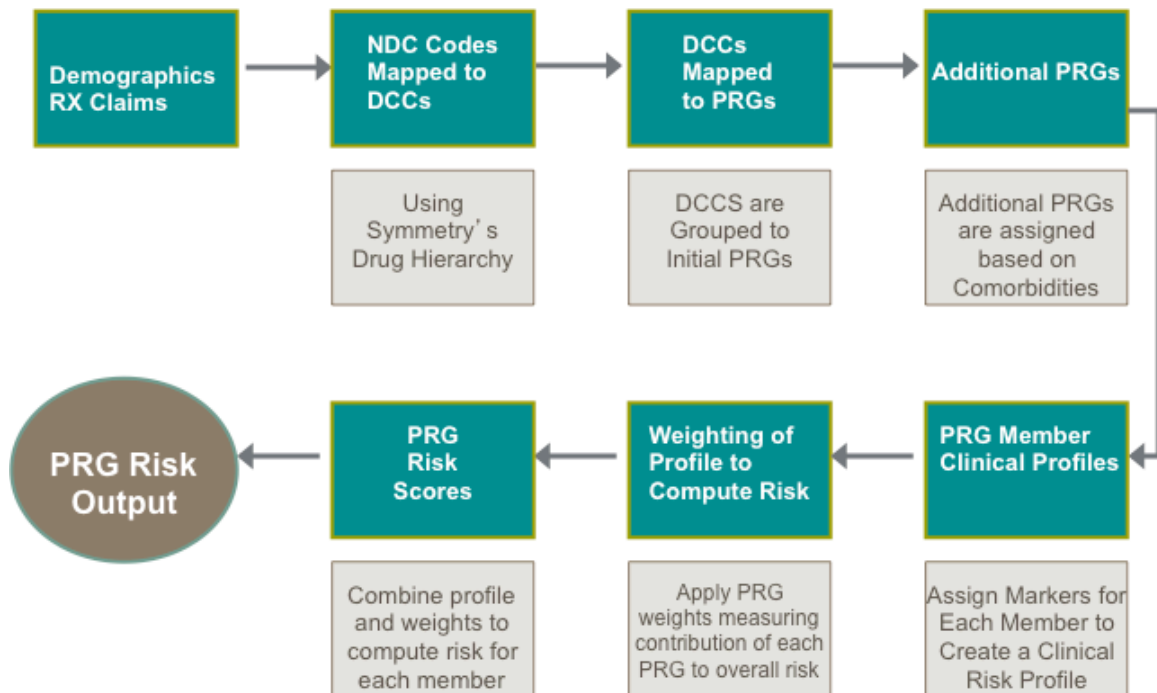 Demographics
RX Claims
NDC Codes
Mapped to
DCCs
DCCs
Mapped
to PRGs
Additional PRGs
Using
Symmetry’s
Drug Hierarchy
DCCS are
Grouped to
Initial PRGs
Additional PRGs
are assigned
based on
Comorbidities
PRG Risk
Output
PRG
Risk
Scores
Weighting of
Profile to
Compute Risk
PRG Member
Clinical Profiles
Combine profile
and weights to
compute risk for
each member
Apply PRG
weights measuring
contribution of each
PRG to overall risk
Assign Markers for
Each Member to
Create a Clinical
Risk Profile